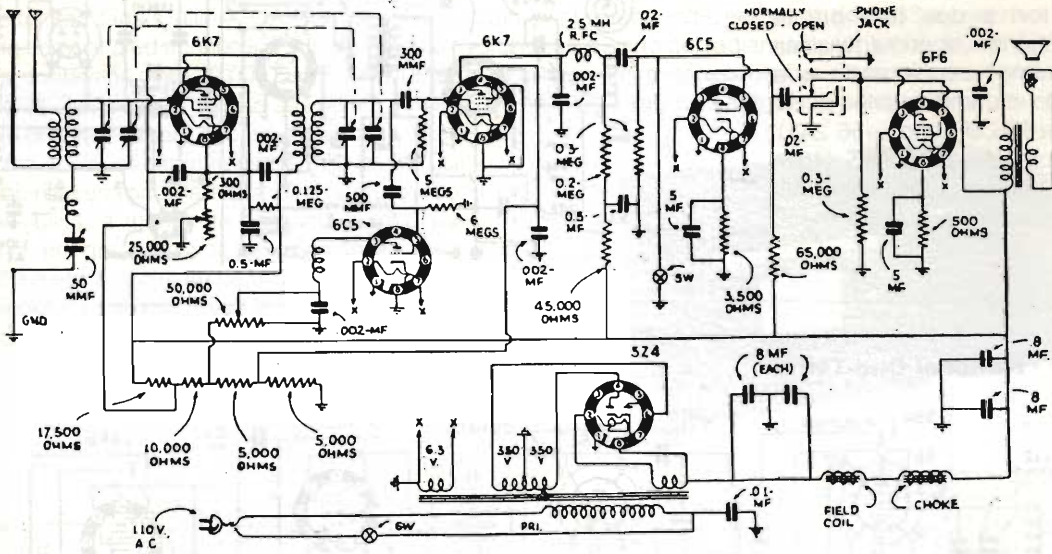 NORMALLY
CLOSED OPEN
PHONE
JACK
6K7
300
MMF
6K7
2.5 MH
R.FC
.02-
MF
.002-
MF
6C5
6F6
.002-
MF
.002-
MF
.002-
MF
300
OHMS
0.125-
MEG
500
MMF
5
MEGS
6
MEGS
6C5
0.3-
MEG
0.2-
MEG
0.5-
MF
5
MF
.02-
MF
0.3-
MEG
5
MF
500
OHMS
25,000
OHMS
0.5-MF
50
MMF
GND
50,000
OHMS
.002-MF
.002-
MF
45,000
OHMS
SW
3,500
OHMS
65,000
OHMS
5Z4
8 MF
(EACH)
.8
MF.
8
MF
17,500
OHMS
10,000
OHMS
5,000
OHMS
5,000
OHMS
X X
6.3
V.
350
V
350
V
.01-
MF
FIELD
COIL
CHOKE
110 V.
A C
SW
PRI.